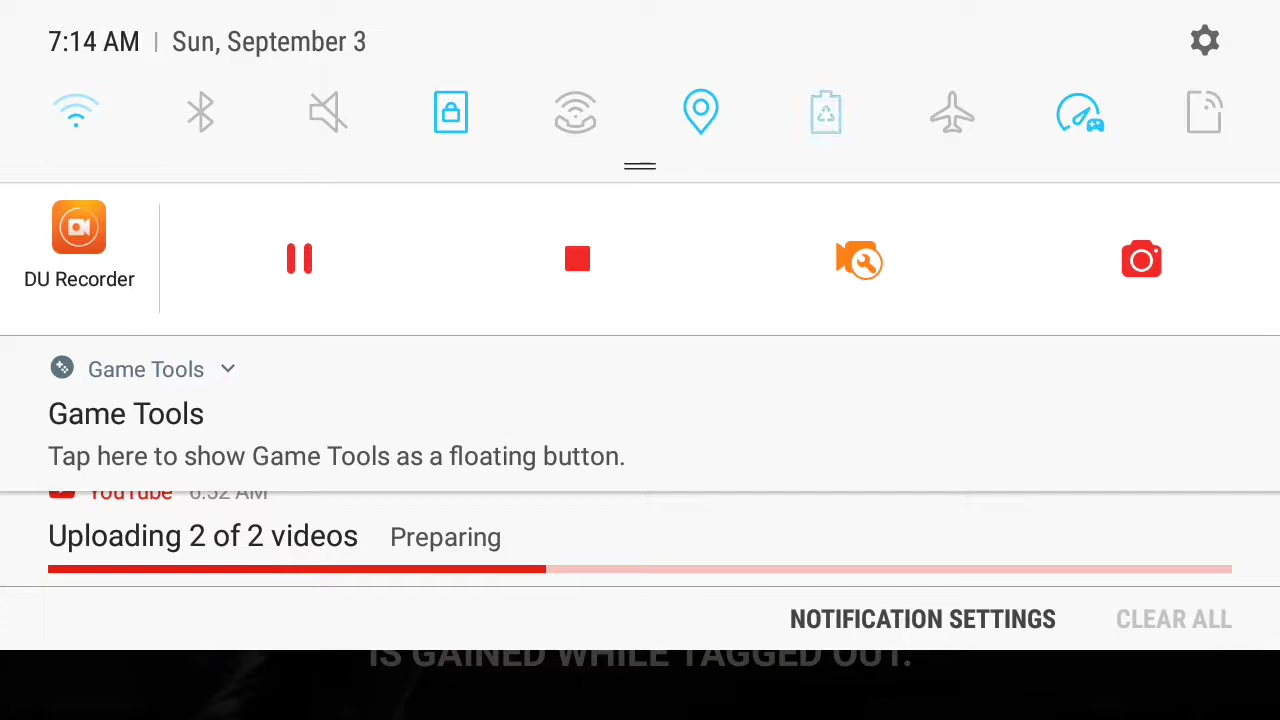 7:14 AM | Sun, September 3
DU Recorder
Game Tools
Game Tools
Tap here to show Game Tools as a floating button.
YouTube 6:52 AM
Uploading 2 of 2 videos Preparing
NOTIFICATION SETTINGS CLEAR ALL
IS GAINED WHILE TAGGED OUT.